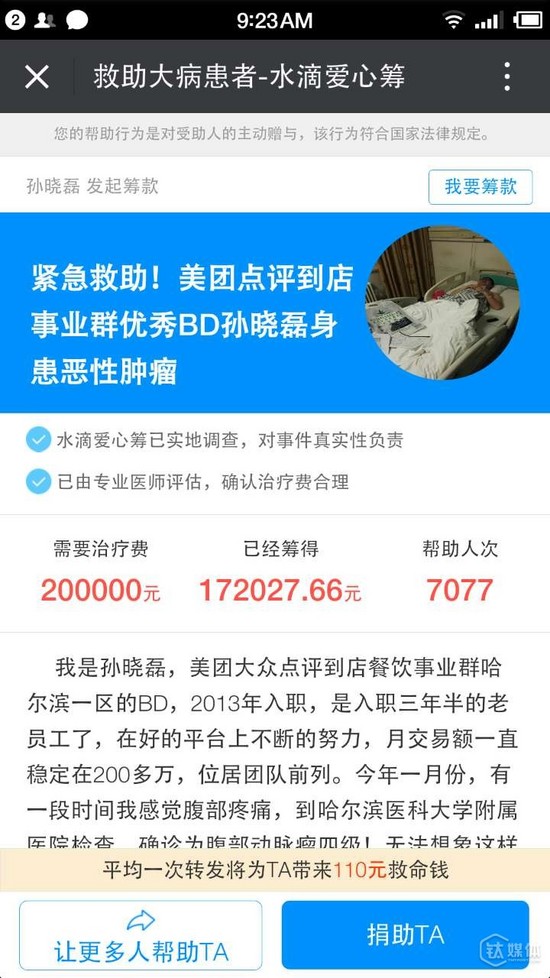 2
9:23AM
救助大病患者-水滴爱心筹
您的帮助行为是对受助人的主动赠与，该行为符合国家法律规定。
孙晓磊 发起筹款
我要筹款
紧急救助！美团点评到店
事业群优秀BD孙晓磊身
患恶性肿瘤
水滴爱心筹已实地调查，对事件真实性负责
已由专业医师评估，确认治疗费合理
需要治疗费 已经筹得 帮助人次
200000元 172027.66元 7077
我是孙晓磊，美团大众点评到店餐饮事业群哈
尔滨一区的BD，2013年入职，是入职三年半的老
员工了，在好的平台上不断的努力，月交易额一直
稳定在200多万，位居团队前列。今年一月份，有
一段时间我感觉腹部疼痛，到哈尔滨医科大学附属
医院检查，确诊为腹部动脉瘤四级！无法想象这样
平均一次转发将为TA带来110元救命钱
让更多人帮助TA
捐助TA
钛媒体